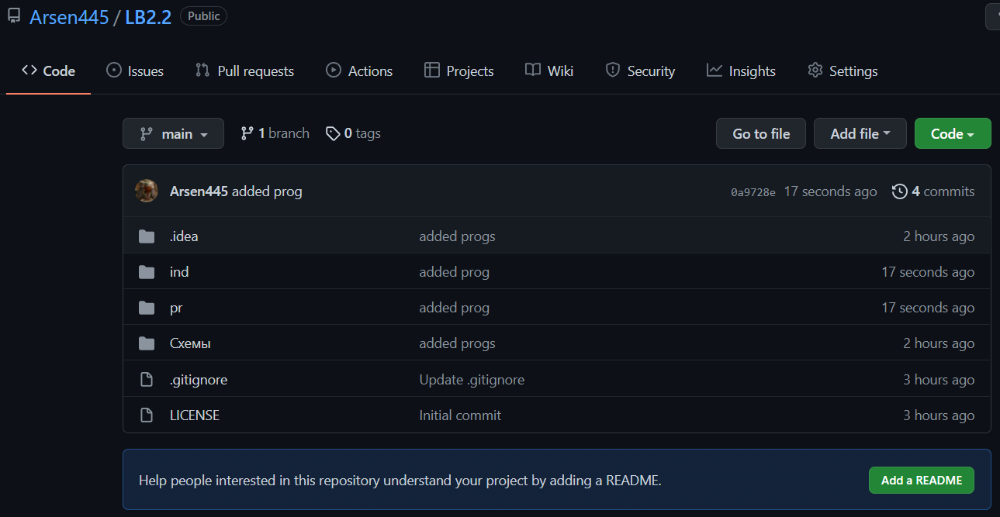 Arsen445 / LB2.2 Public
Code Issues Pull requests Actions Projects Wiki Security Insights Settings
main 1 branch 0 tags Go to file Add file Code
Arsen445 added prog 0a9728e 17 seconds ago 4 commits
.idea added progs 2 hours ago
ind added prog 17 seconds ago
pr added prog 17 seconds ago
Схемы added progs 2 hours ago
.gitignore Update .gitignore 3 hours ago
LICENSE Initial commit 3 hours ago
Help people interested in this repository understand your project by adding a README. Add a README